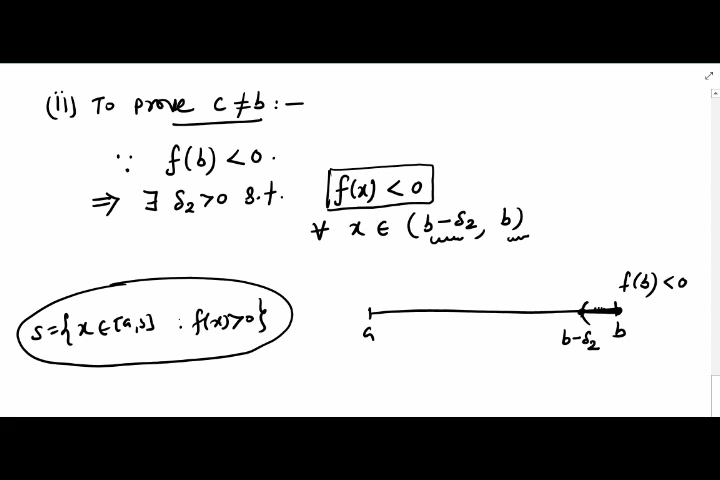 (ii) To prove c ≠ b : —
∵ f(b) < 0 .
⇒ ∃ δ₂ > 0 s.t. f(x) < 0
∀ x ∈ (b-δ₂, b)
f(b) < 0
S = { x ∈ [a,b] : f(x) > 0 }
a b-δ₂ b